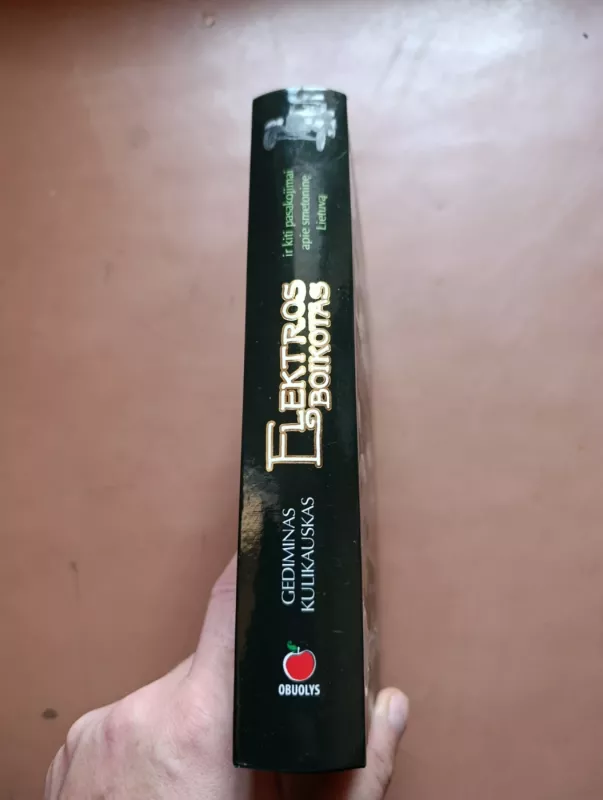 GEDIMINAS
KULIKAUSKAS
ELEKTROS
BOIKOTAS
ir kiti pasakojimai
apie smetoninę
Lietuvą
OBUOLYS